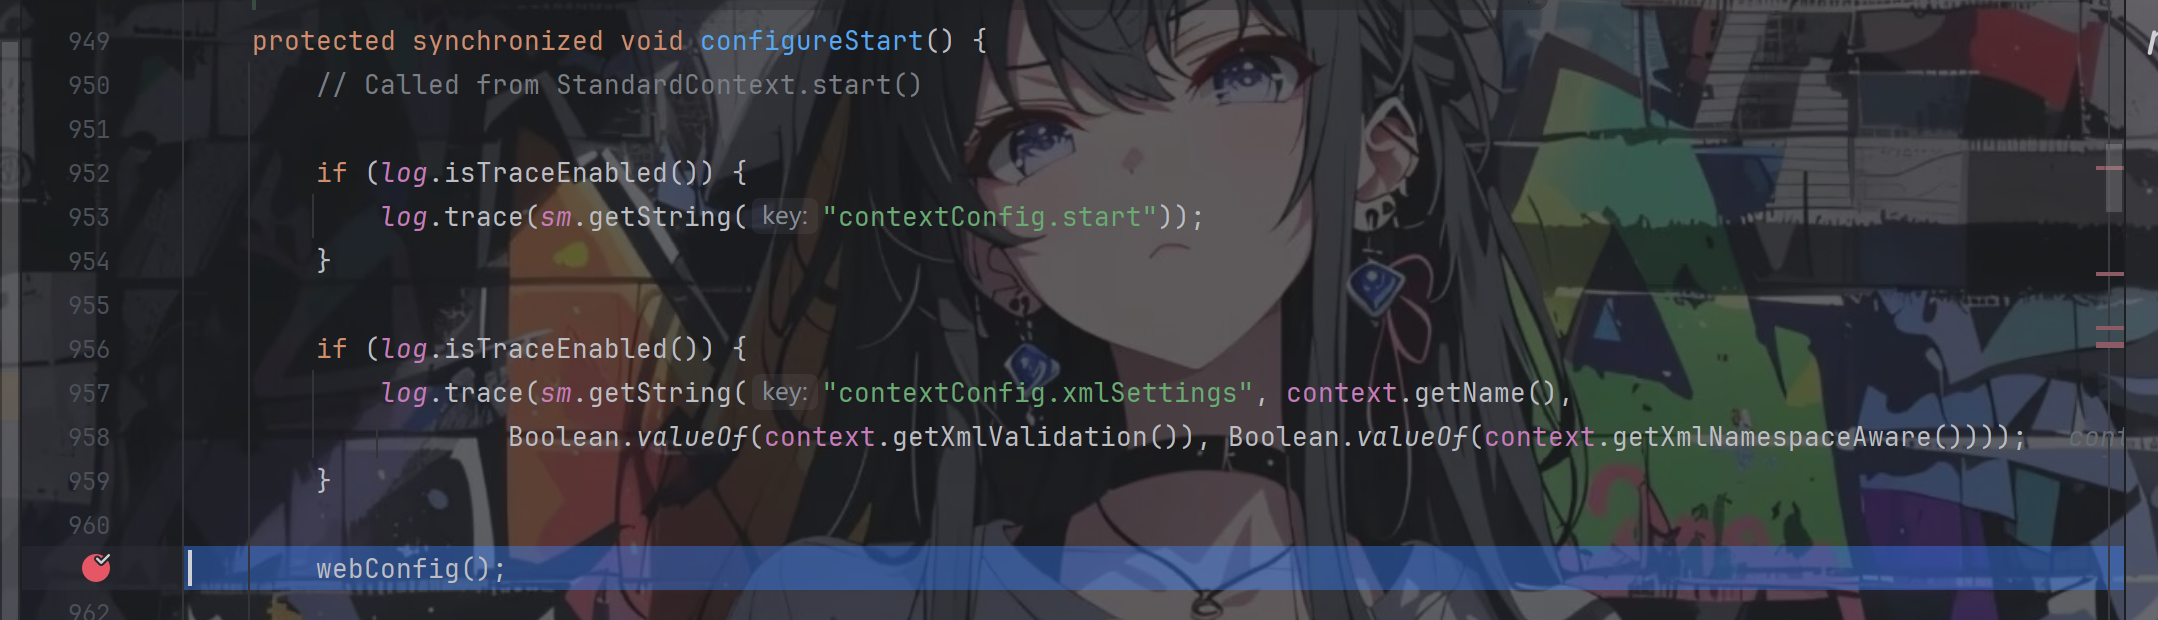 949 protected synchronized void configureStart() {
950 // Called from StandardContext.start()
951
952 if (log.isTraceEnabled()) {
953 log.trace(sm.getString( key: "contextConfig.start"));
954 }
955
956 if (log.isTraceEnabled()) {
957 log.trace(sm.getString( key: "contextConfig.xmlSettings", context.getName(),
958 Boolean.valueOf(context.getXmlValidation()), Boolean.valueOf(context.getXmlNamespaceAware()))); 
959 }
960
webConfig();
962